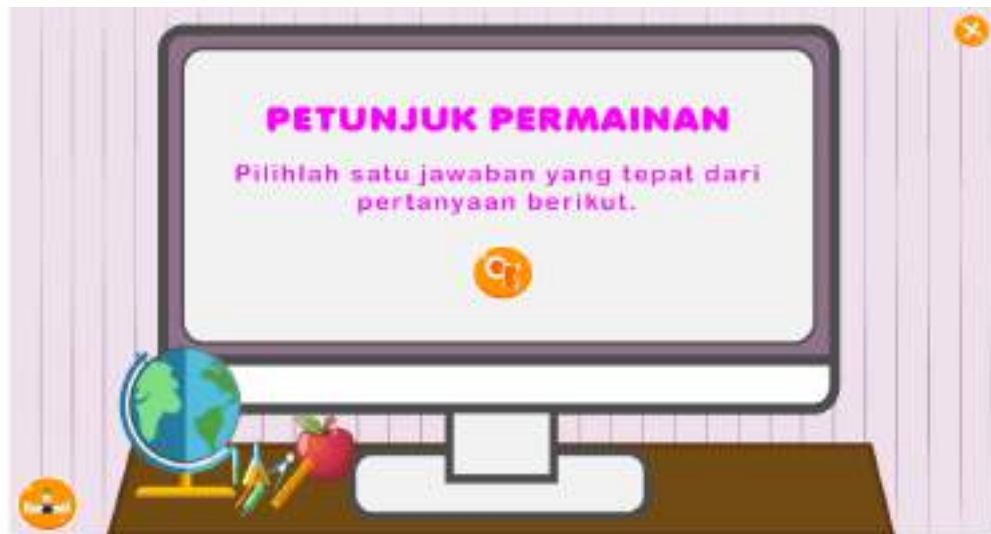 PETUNJUK PERMAINAN
Pilihlah satu jawaban yang tepat dari
pertanyaan berikut.